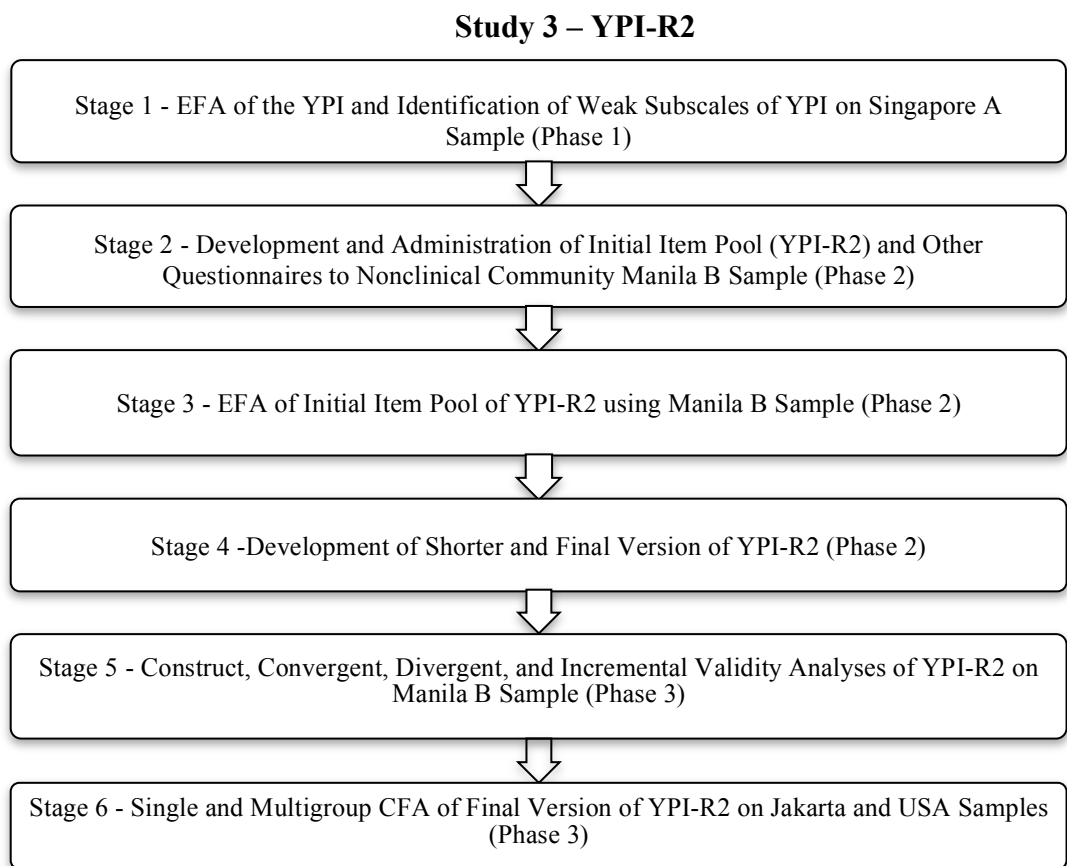 Study 3 – YPI-R2
Stage 1 - EFA of the YPI and Identification of Weak Subscales of YPI on Singapore A
Sample (Phase 1)
Stage 2 - Development and Administration of Initial Item Pool (YPI-R2) and Other
Questionnaires to Nonclinical Community Manila B Sample (Phase 2)
Stage 3 - EFA of Initial Item Pool of YPI-R2 using Manila B Sample (Phase 2)
Stage 4 -Development of Shorter and Final Version of YPI-R2 (Phase 2)
Stage 5 - Construct, Convergent, Divergent, and Incremental Validity Analyses of YPI-R2 on
Manila B Sample (Phase 3)
Stage 6 - Single and Multigroup CFA of Final Version of YPI-R2 on Jakarta and USA Samples
(Phase 3)